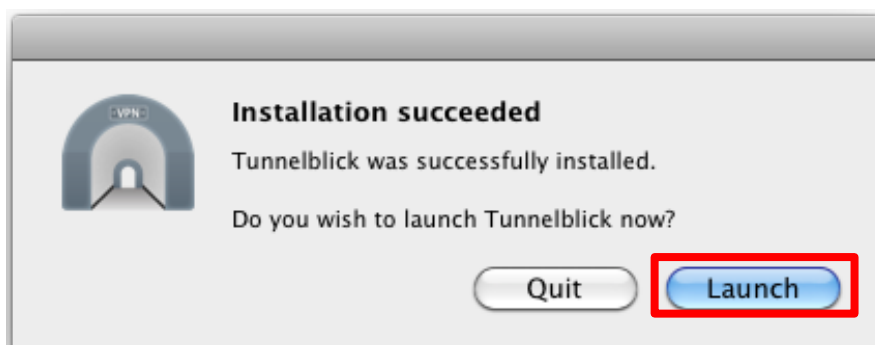 VPN
Installation succeeded
Tunnelblick was successfully installed.
Do you wish to launch Tunnelblick now?
Quit
Launch